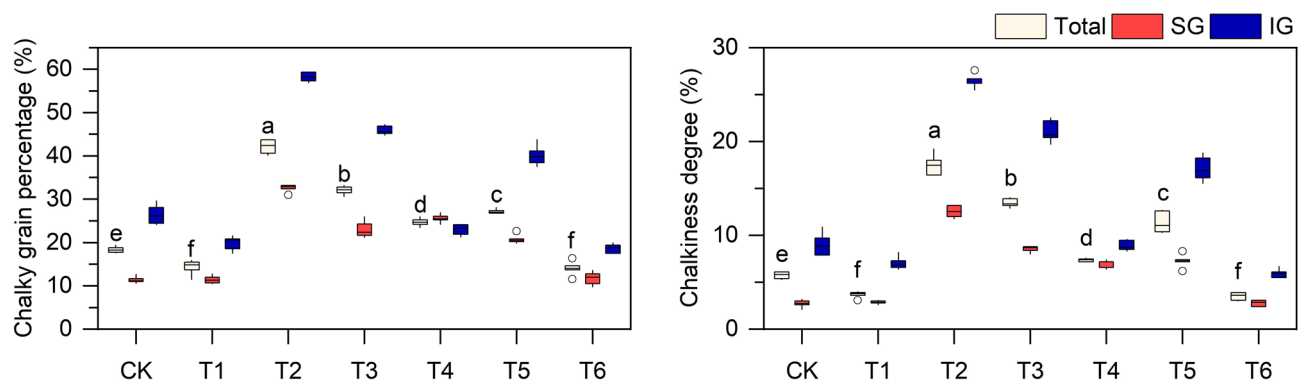 Total SG IG
Chalky grain percentage (%)
60
50
40
30
20
10
0
e
f
a
b
d
c
f
CK T1 T2 T3 T4 T5 T6
Chalkiness degree (%)
30
20
10
0
e
f
a
b
d
c
f
CK T1 T2 T3 T4 T5 T6